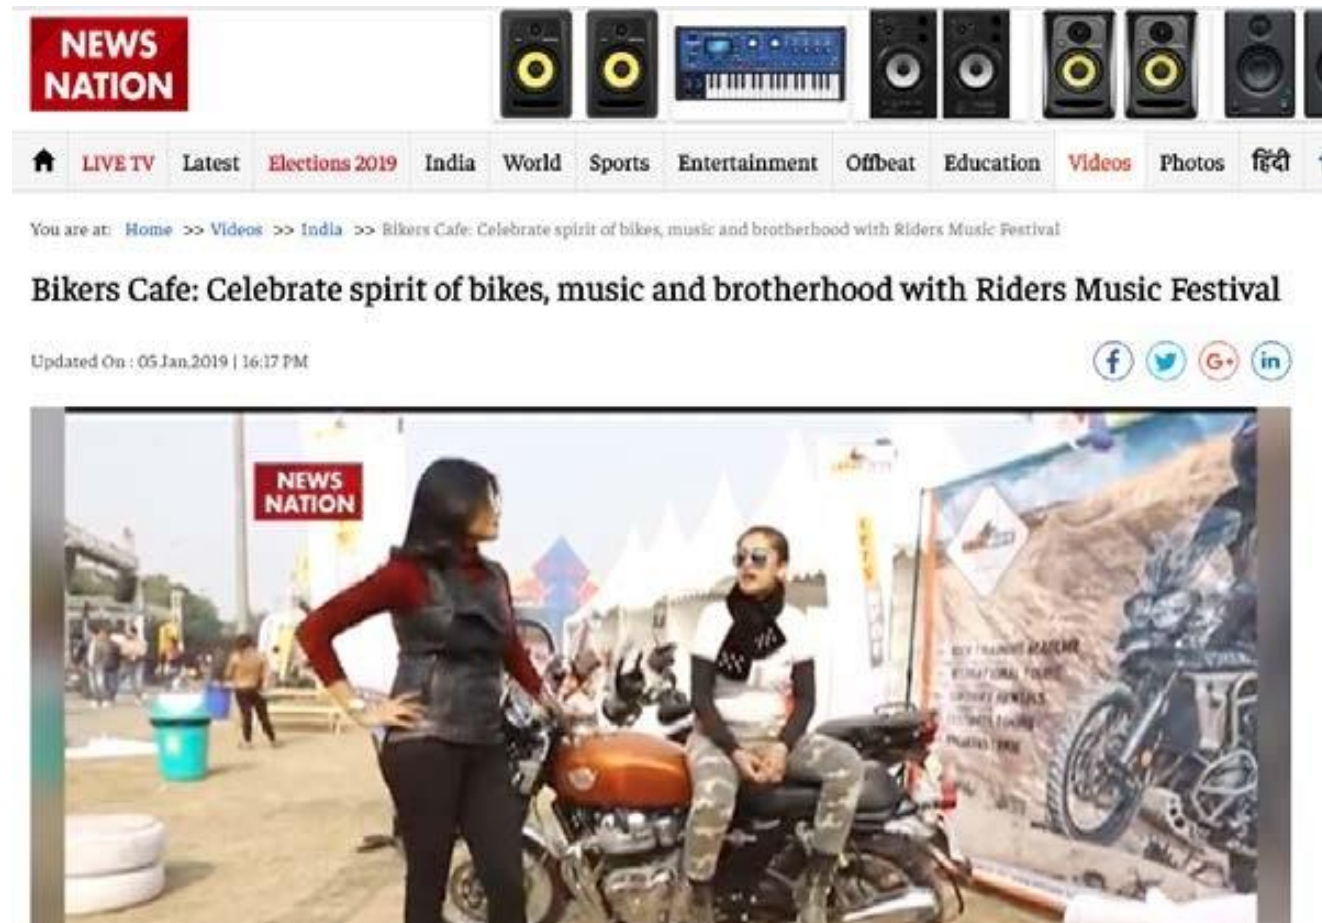 NEWS
NATION
LIVE TV Latest Elections 2019 India World Sports Entertainment Offbeat Education Videos Photos हिंदी
You are at: Home >> Videos >> India >> Bikers Cafe: Celebrate spirit of bikes, music and brotherhood with Riders Music Festival
Bikers Cafe: Celebrate spirit of bikes, music and brotherhood with Riders Music Festival
Updated On : 05 Jan,2019 | 16:17 PM
f G+ in
NEWS
NATION
TRAINING ACADEMY